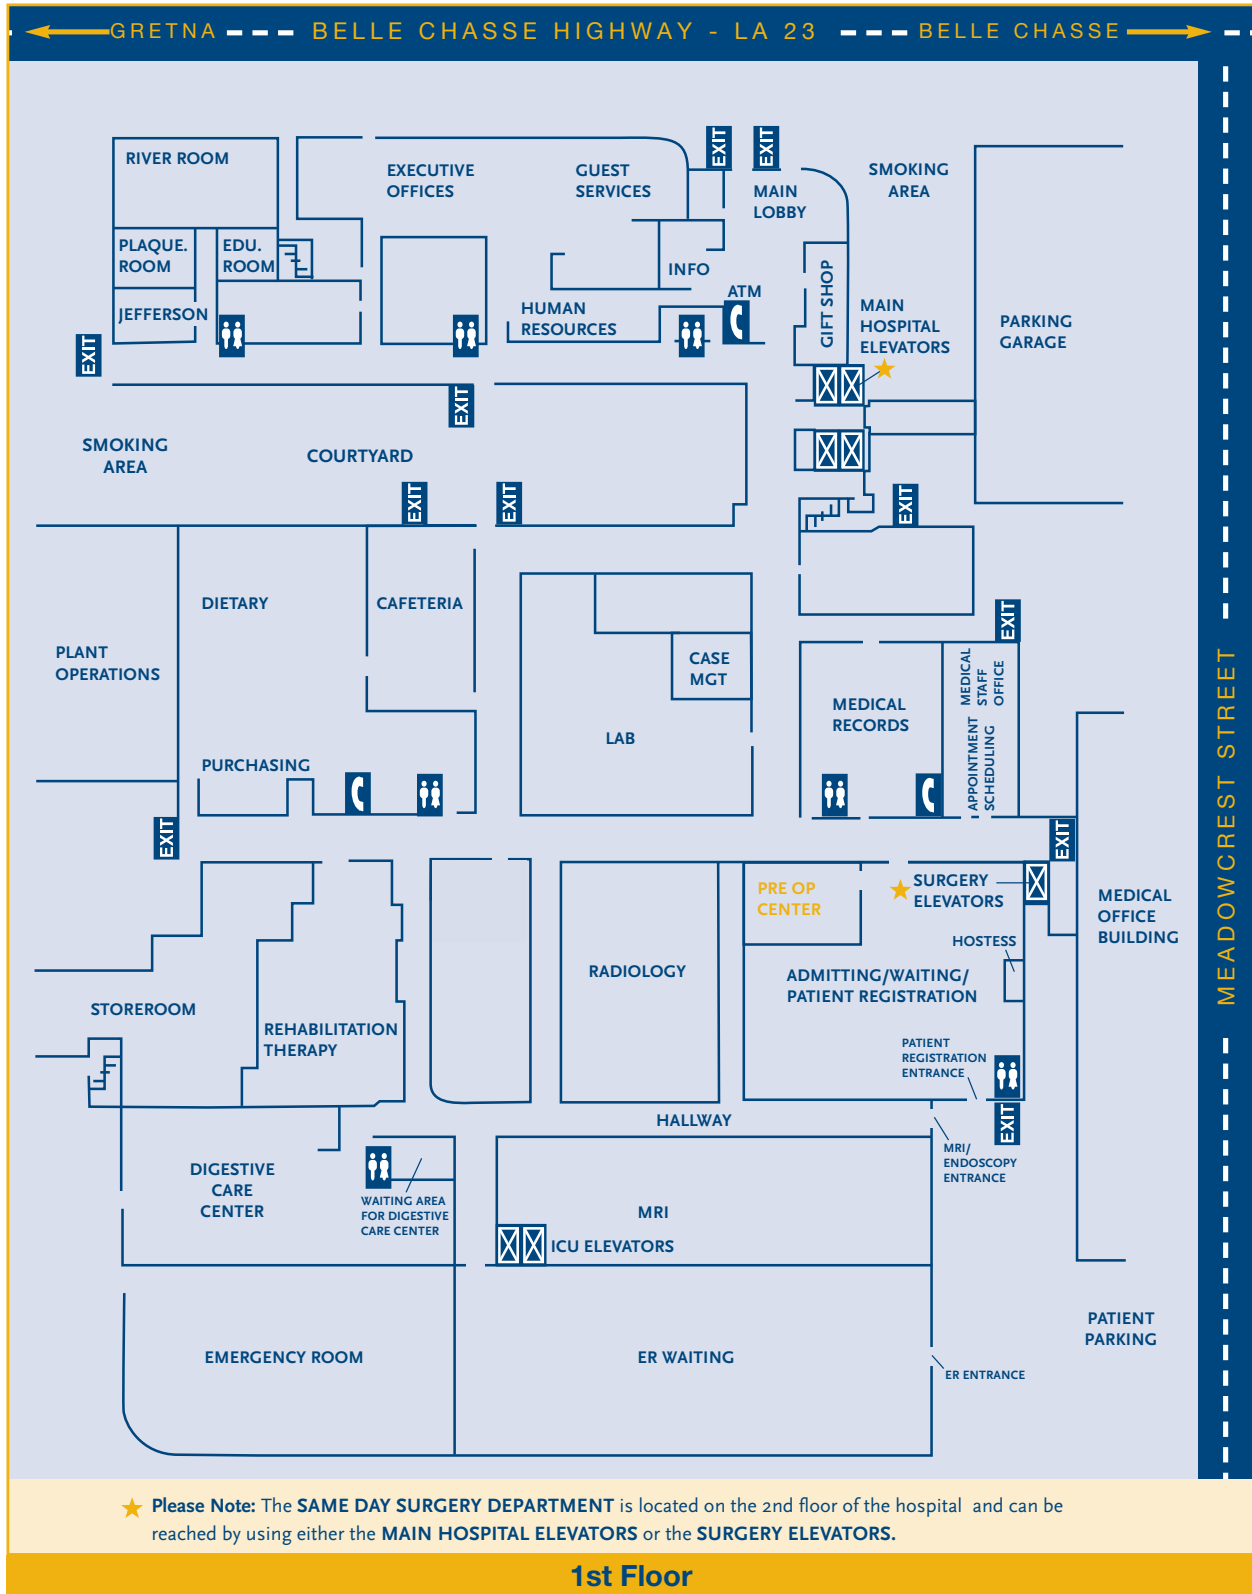 GRETNA
BELLE CHASSE HIGHWAY - LA 23
BELLE CHASSE
EXIT
EXIT
RIVER ROOM
EXECUTIVE
OFFICES
GUEST
SERVICES
MAIN
LOBBY
SMOKING
AREA
PLAQUE.
ROOM
EDU.
ROOM
INFO
ATM
JEFFERSON
HUMAN
RESOURCES
GIFT SHOP
MAIN
HOSPITAL
ELEVATORS
PARKING
GARAGE
EXIT
EXIT
SMOKING
AREA
COURTYARD
EXIT
EXIT
EXIT
DIETARY
CAFETERIA
EXIT
PLANT
OPERATIONS
CASE
MGT
MEDICAL
STAFF
OFFICE
MEDICAL
RECORDS
LAB
APPOINTMENT
SCHEDULING
PURCHASING
MEADOWCREST STREET
EXIT
EXIT
PRE OP
CENTER
SURGERY
ELEVATORS
MEDICAL
OFFICE
BUILDING
HOSTESS
RADIOLOGY
ADMITTING/WAITING/
PATIENT REGISTRATION
STOREROOM
REHABILITATION
THERAPY
PATIENT
REGISTRATION
ENTRANCE
HALLWAY
EXIT
MRI/
ENDOSCOPY
ENTRANCE
DIGESTIVE
CARE
CENTER
WAITING AREA
FOR DIGESTIVE
CARE CENTER
MRI
ICU ELEVATORS
PATIENT
PARKING
EMERGENCY ROOM
ER WAITING
ER ENTRANCE
Please Note: The SAME DAY SURGERY DEPARTMENT is located on the 2nd floor of the hospital and can be
reached by using either the MAIN HOSPITAL ELEVATORS or the SURGERY ELEVATORS.
1st Floor